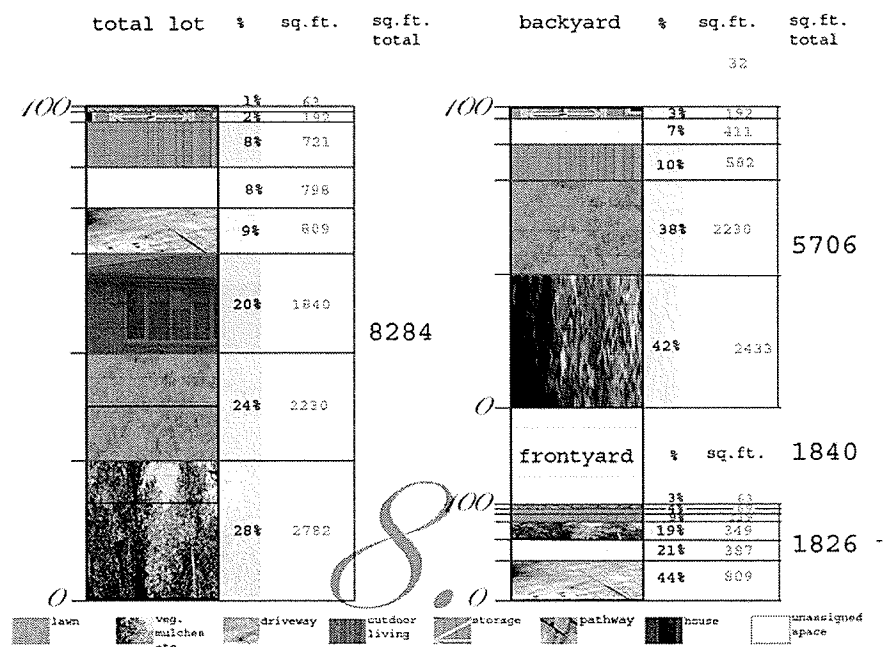 total lot % sq.ft. sq.ft. total
backyard % sq.ft. sq.ft. total
32
100
1% 63
2% 192
8% 721
8% 798
9% 809
20% 1840
24% 2230
28% 2782
0
8284
100
3% 192
7% 411
10% 582
38% 2230
42% 2433
0
5706
frontyard % sq.ft. 1840
100
3% 63
4%
19% 349
21% 387
44% 809
0
1826
8.
lawn
veg. mulches
driveway
outdoor living
storage
pathway
house
unassigned space